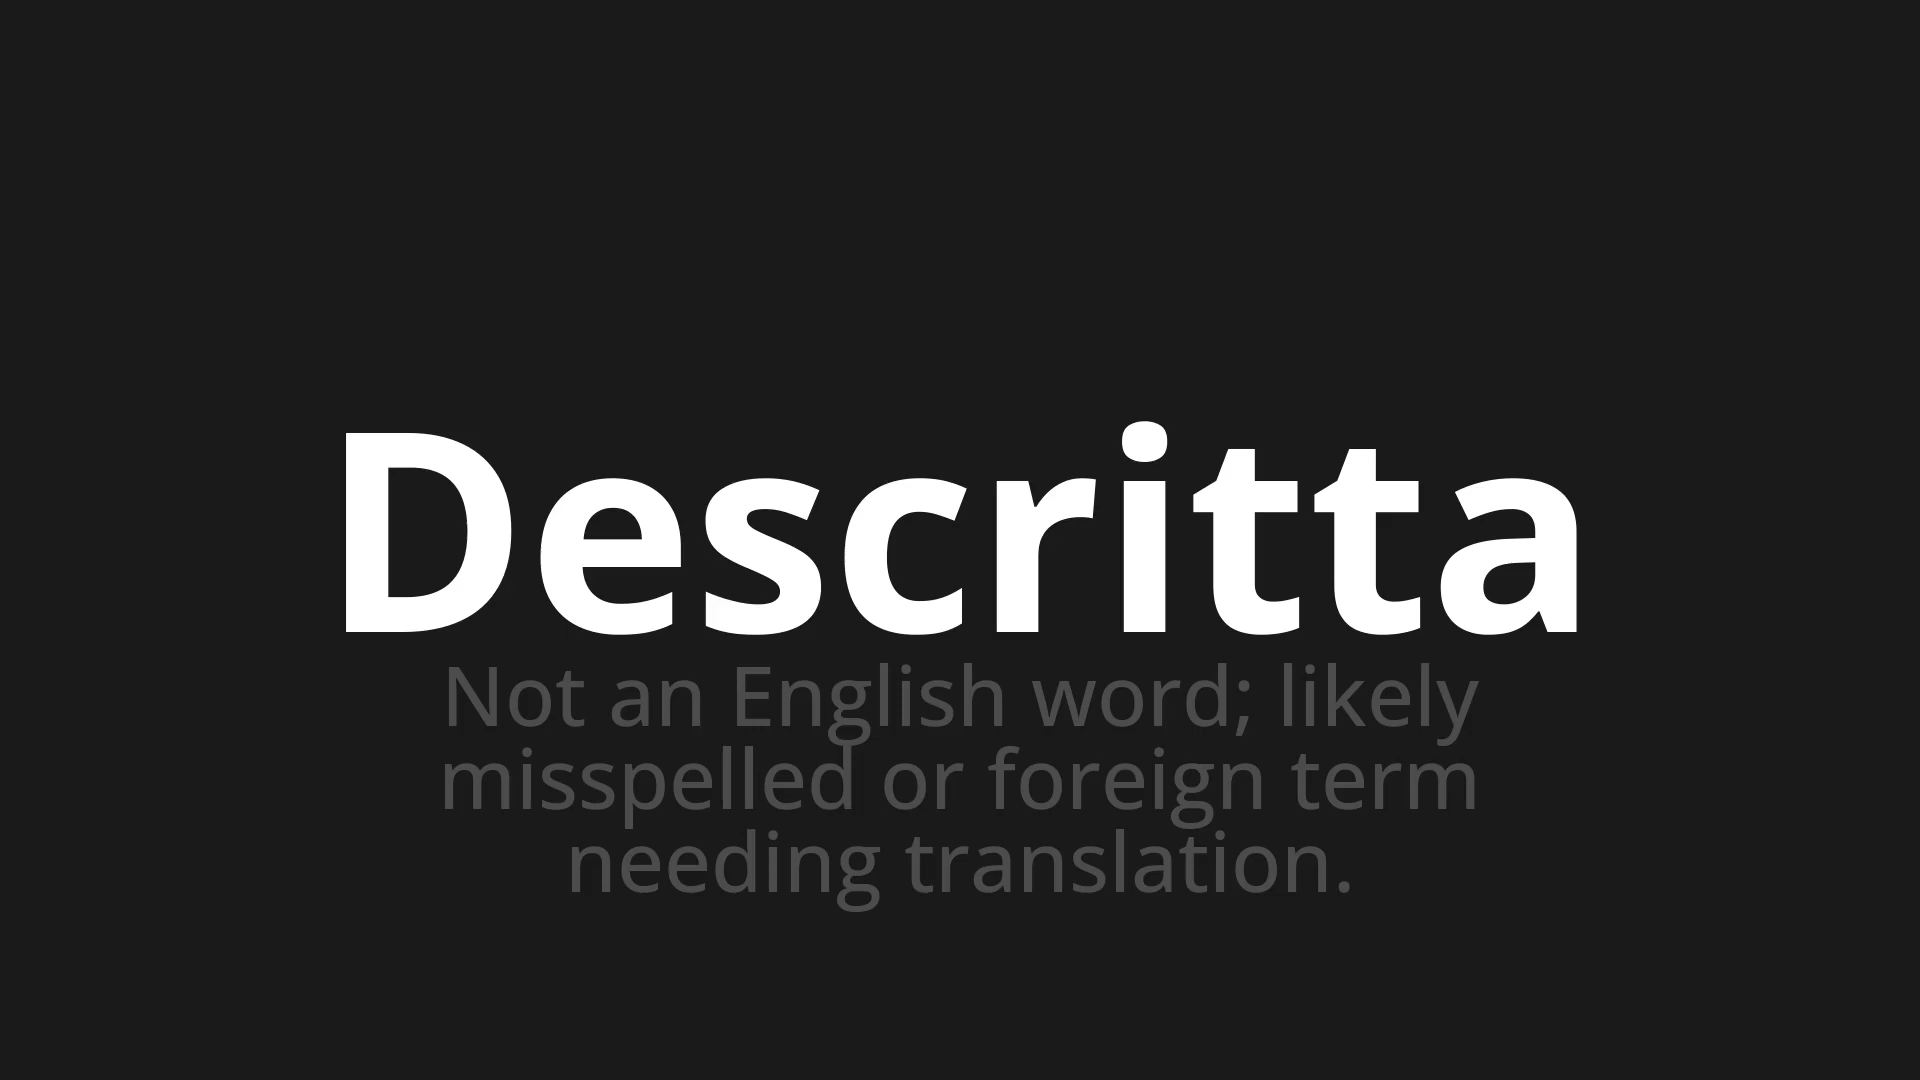 Descritta
Not an English word; likely
misspelled or foreign term
needing translation.